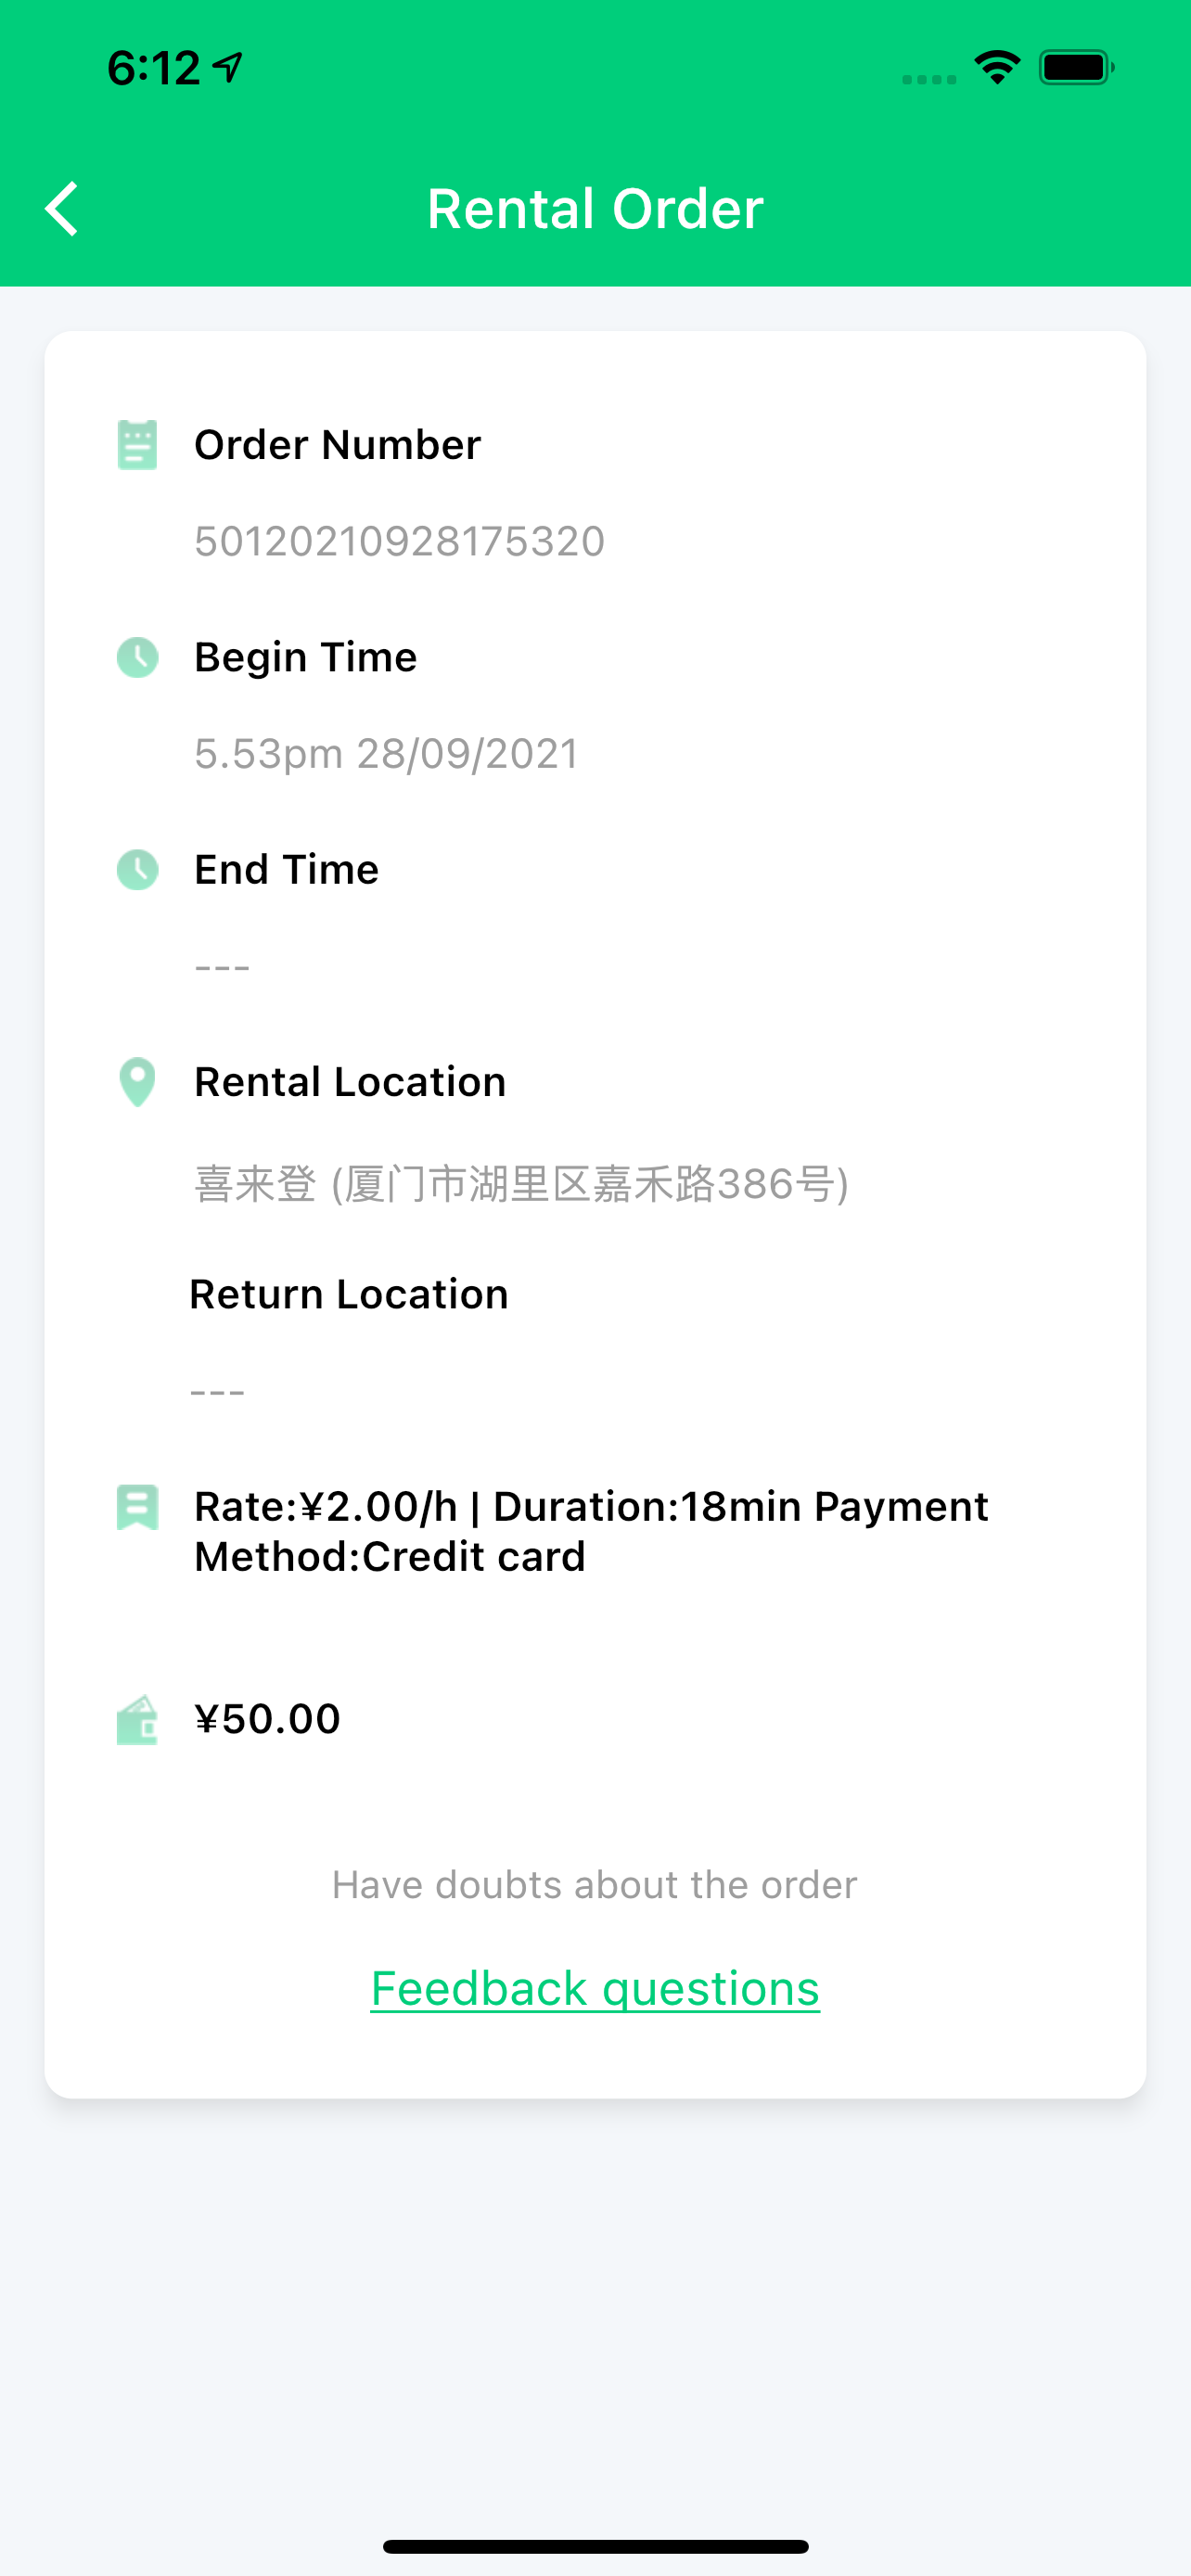 6:12
Rental Order
Order Number
50120210928175320
Begin Time
5.53pm 28/09/2021
End Time
---
Rental Location
喜来登 (厦门市湖里区嘉禾路386号)
Return Location
---
Rate:¥2.00/h | Duration:18min Payment
Method:Credit card
¥50.00
Have doubts about the order
Feedback questions